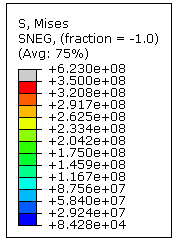 S, Mises
SNEG, (fraction = -1.0)
(Avg: 75%)
+6.230e+08
+3.500e+08
+3.208e+08
+2.917e+08
+2.625e+08
+2.334e+08
+2.042e+08
+1.750e+08
+1.459e+08
+1.167e+08
+8.756e+07
+5.840e+07
+2.924e+07
+8.428e+04